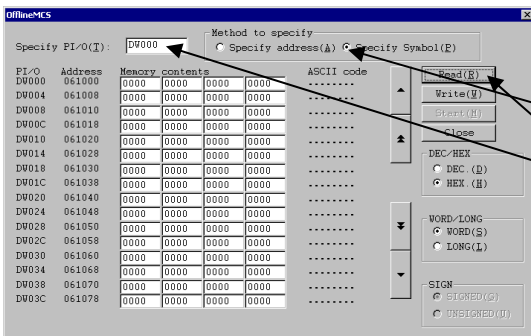 OfflineMCS
Specify PI/O(T): DW000
Method to specify
Specify address(A) Specify Symbol(P)
PI/O Address Memory contents ASCII code
DW000 061000 0000 0000 0000 0000 ........
DW004 061008 0000 0000 0000 0000 ........
DW008 061010 0000 0000 0000 0000 ........
DW00C 061018 0000 0000 0000 0000 ........
DW010 061020 0000 0000 0000 0000 ........
DW014 061028 0000 0000 0000 0000 ........
DW018 061030 0000 0000 0000 0000 ........
DW01C 061038 0000 0000 0000 0000 ........
DW020 061040 0000 0000 0000 0000 ........
DW024 061048 0000 0000 0000 0000 ........
DW028 061050 0000 0000 0000 0000 ........
DW02C 061058 0000 0000 0000 0000 ........
DW030 061060 0000 0000 0000 0000 ........
DW034 061068 0000 0000 0000 0000 ........
DW038 061070 0000 0000 0000 0000 ........
DW03C 061078 0000 0000 0000 0000 ........
Read(R)
Write(W)
Start(M)
Close
DEC/HEX
DEC.(D)
HEX.(H)
WORD/LONG
WORD(S)
LONG(L)
SIGN
SIGNED(G)
UNSIGNED(U)